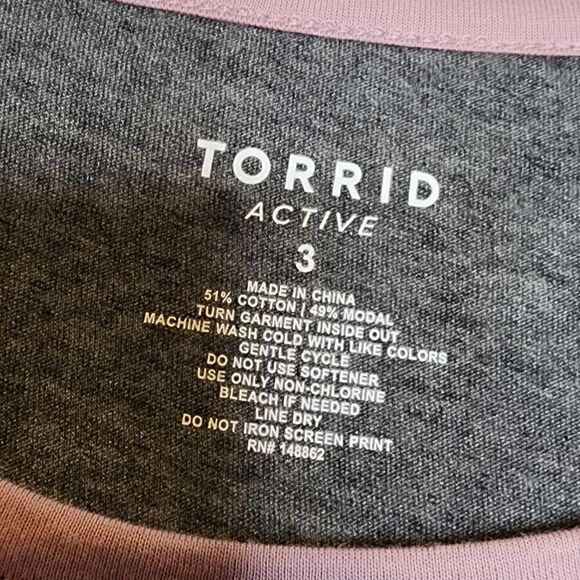 TORRID
ACTIVE
3
MADE IN CHINA
51% COTTON | 49% MODAL
TURN GARMENT INSIDE OUT
MACHINE WASH COLD WITH LIKE COLORS
GENTLE CYCLE
DO NOT USE SOFTENER
USE ONLY NON-CHLORINE
BLEACH IF NEEDED
LINE DRY
DO NOT IRON SCREEN PRINT
RN# 148862